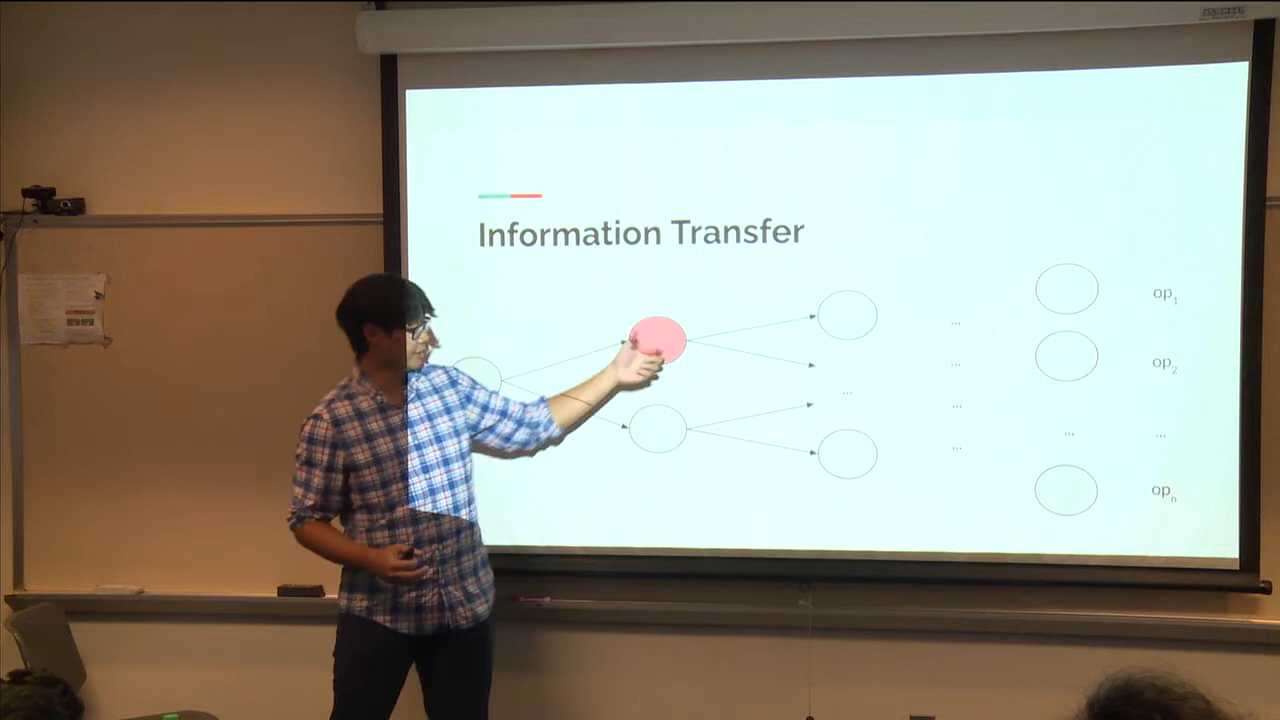 Information Transfer
... op1
... op2
...
...
... ... ...
opn